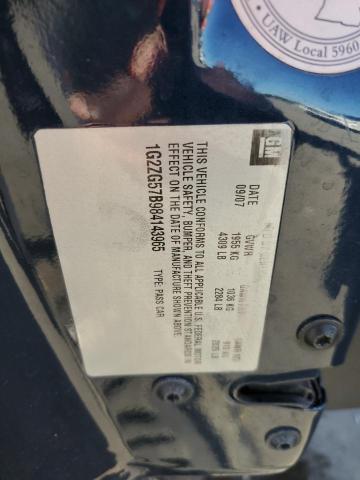 UAW Local 5960
GM
DATE GVWR
09/07 1955 KG 1036 KG
4309 LB 2284 LB
THIS VEHICLE CONFORMS TO ALL APPLICABLE U.S. FEDERAL MOTOR
VEHICLE SAFETY, BUMPER, AND THEFT PREVENTION STANDARDS IN
EFFECT ON THE DATE OF MANUFACTURE SHOWN ABOVE.
1G2ZG57B984143965 TYPE: PASS CAR